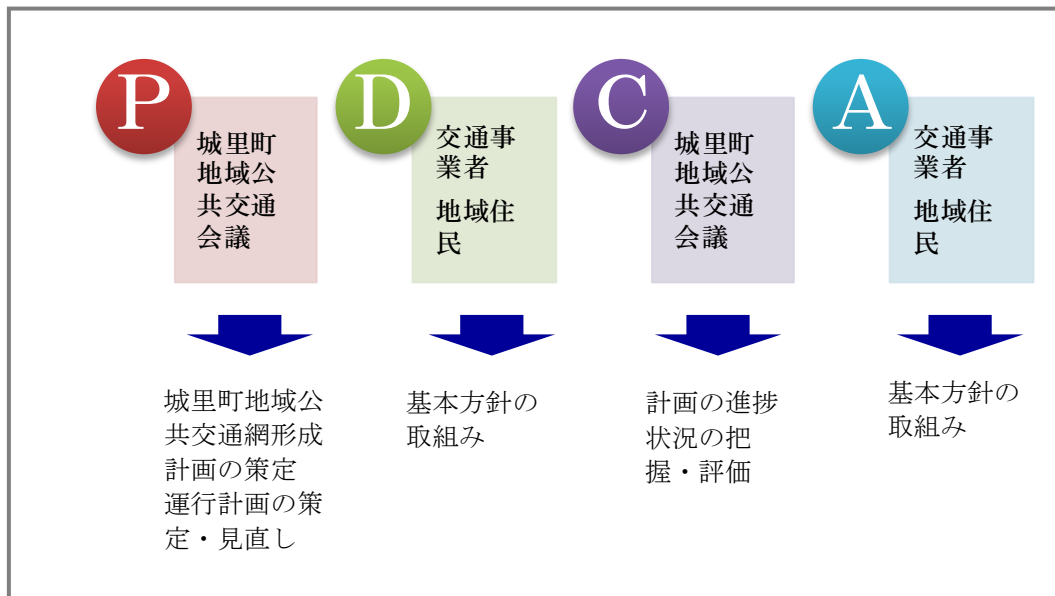 P
城里町
地域公
共交通
会議
D
交通事
業者
地域住
民
C
城里町
地域公
共交通
会議
A
交通事
業者
地域住
民
城里町地域公
共交通網形成
計画の策定
運行計画の策
定・見直し
基本方針の
取組み
計画の進捗
状況の把
握・評価
基本方針の
取組み